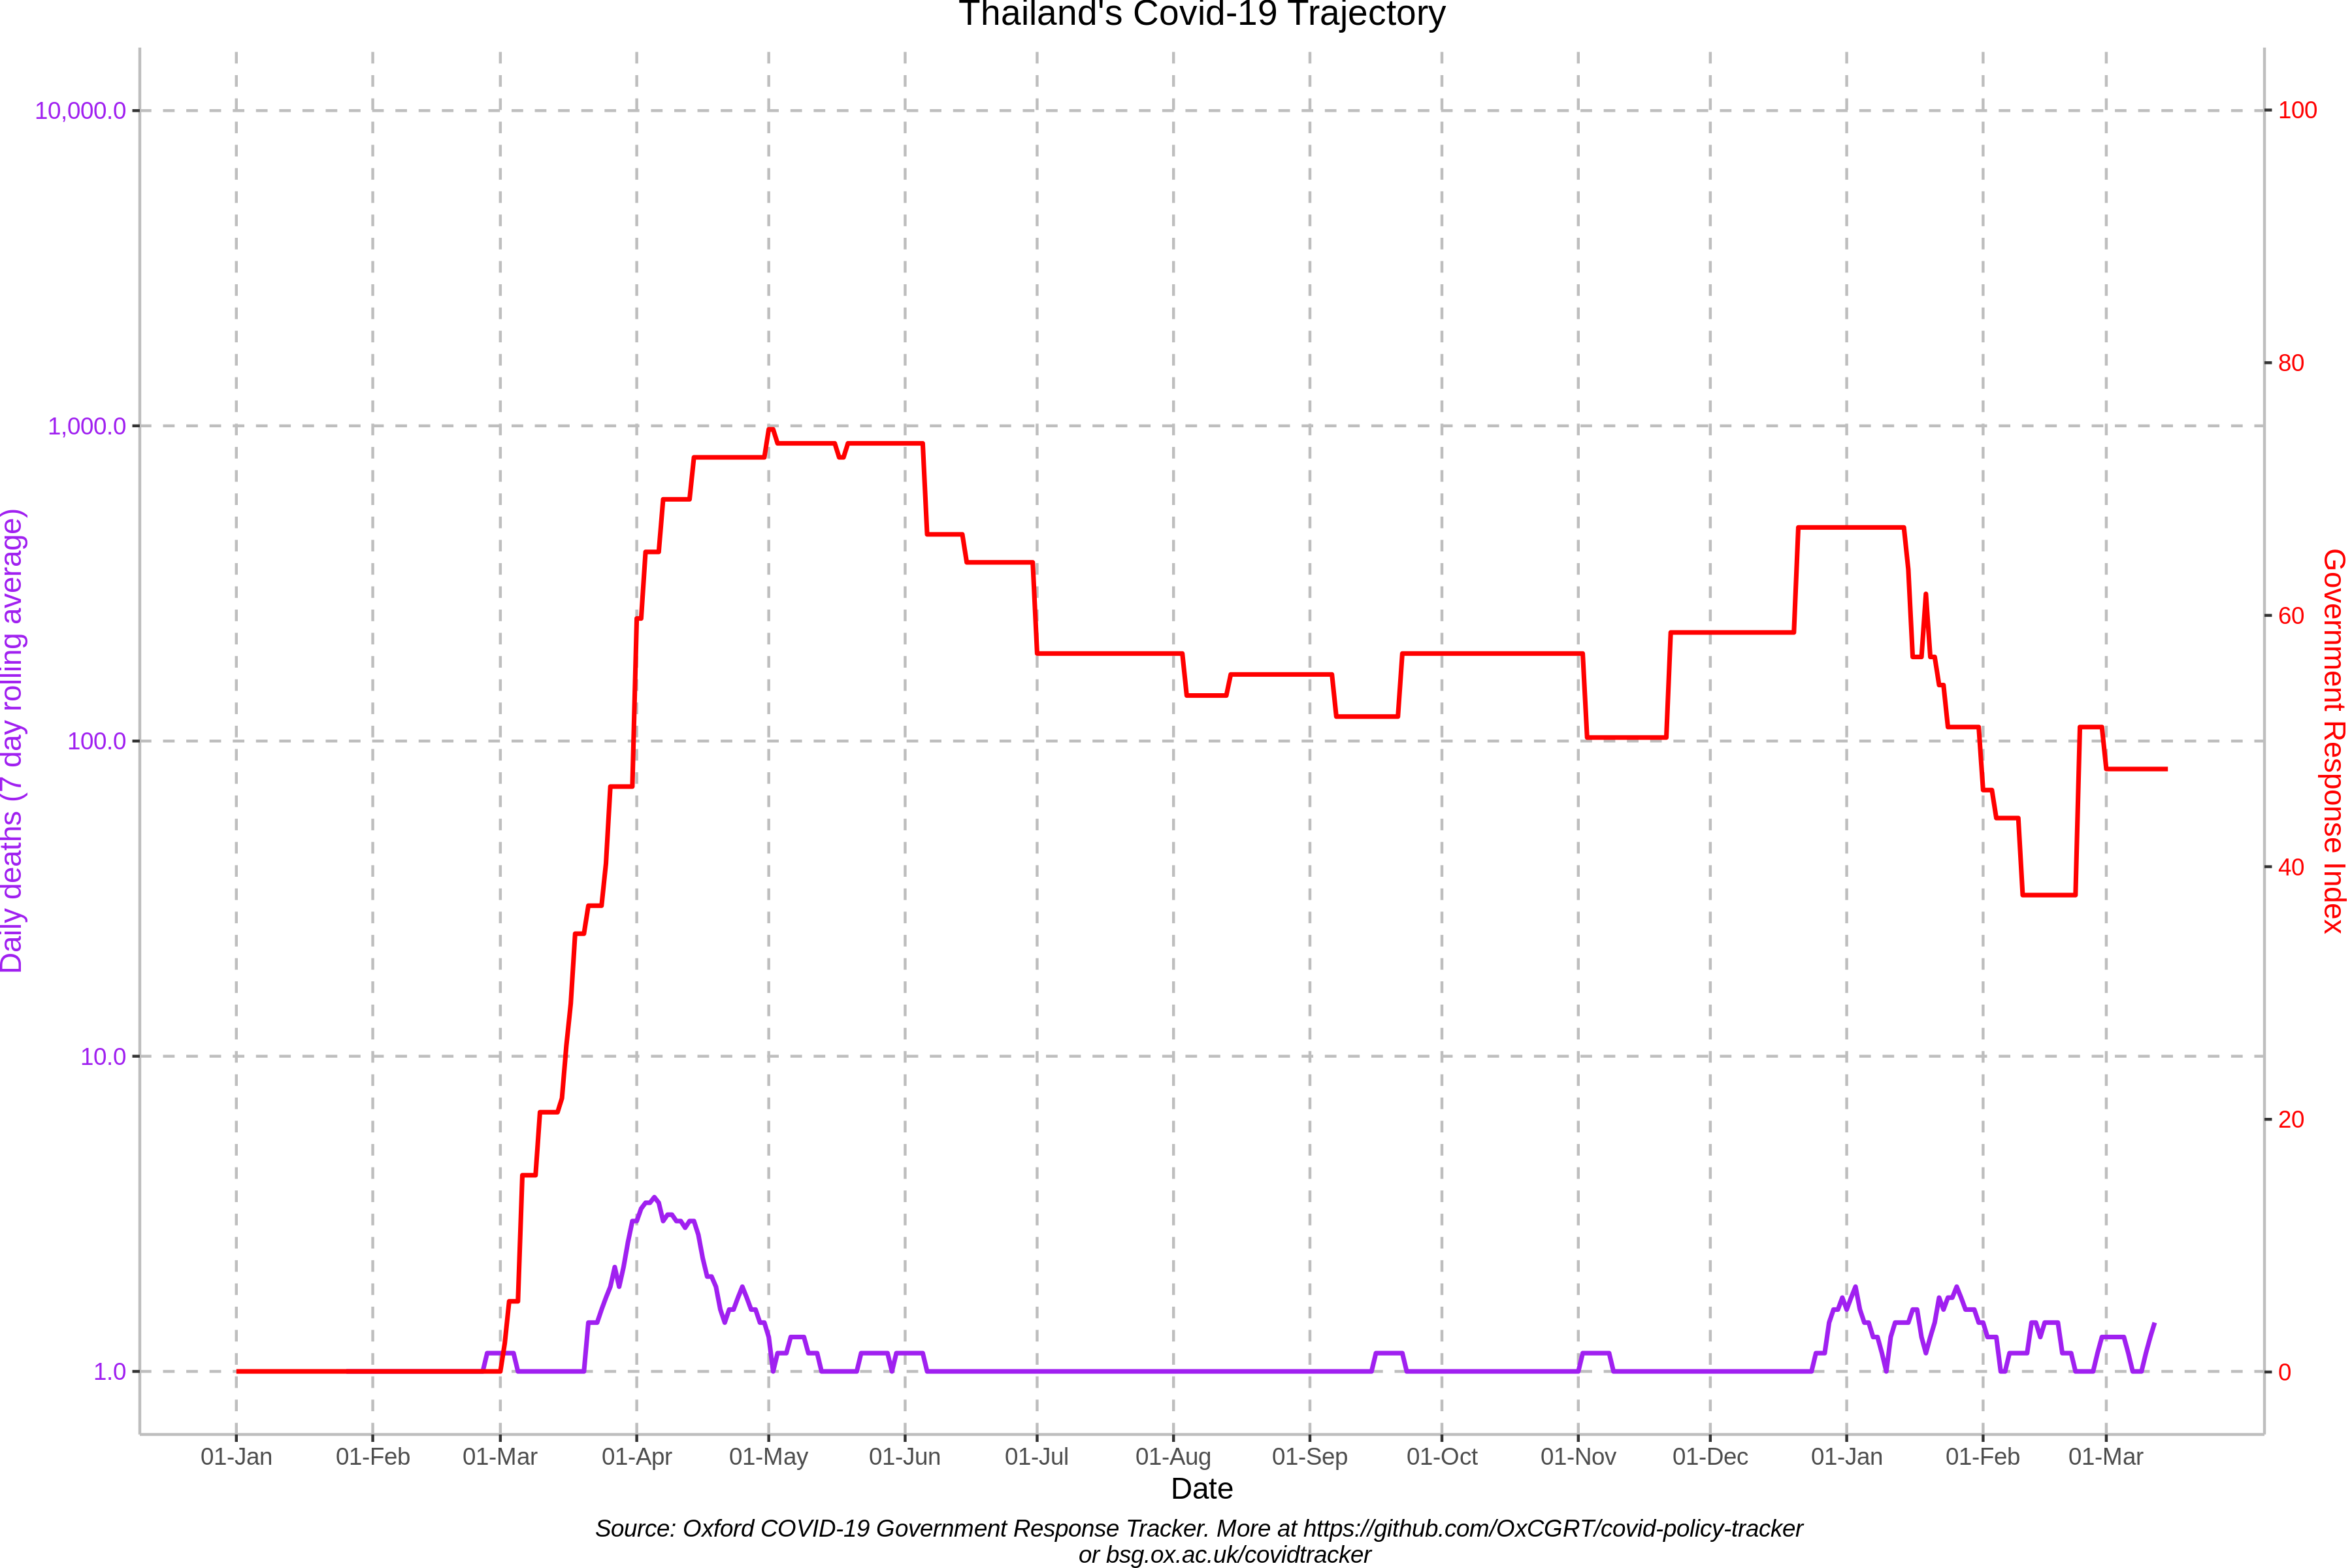 Thailand's Covid-19 Trajectory
10,000.0
1,000.0
100.0
10.0
1.0
Daily deaths (7 day rolling average)
100
80
60
40
20
0
Government Response Index
01-Jan 01-Feb 01-Mar 01-Apr 01-May 01-Jun 01-Jul 01-Aug 01-Sep 01-Oct 01-Nov 01-Dec 01-Jan 01-Feb 01-Mar
Date
Source: Oxford COVID-19 Government Response Tracker. More at https://github.com/OxCGRT/covid-policy-tracker
or bsg.ox.ac.uk/covidtracker